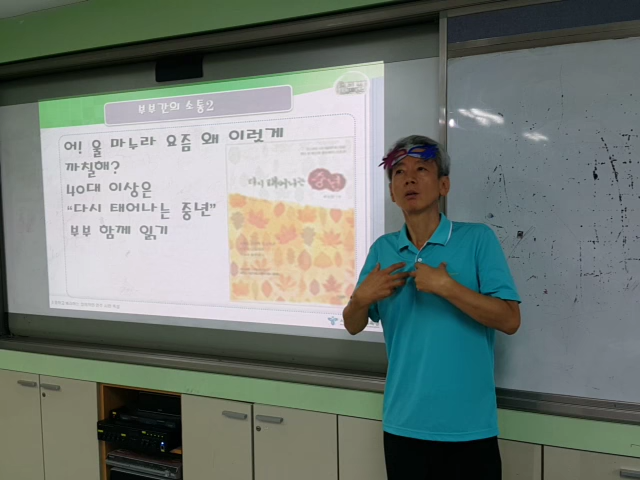 부부간의 소통2
어! 울 마누라 요즘 왜 이렇게
까칠해?
40대 이상은
“다시 태어나는 중년”
부부 함께 읽기
다시 태어나는 중년